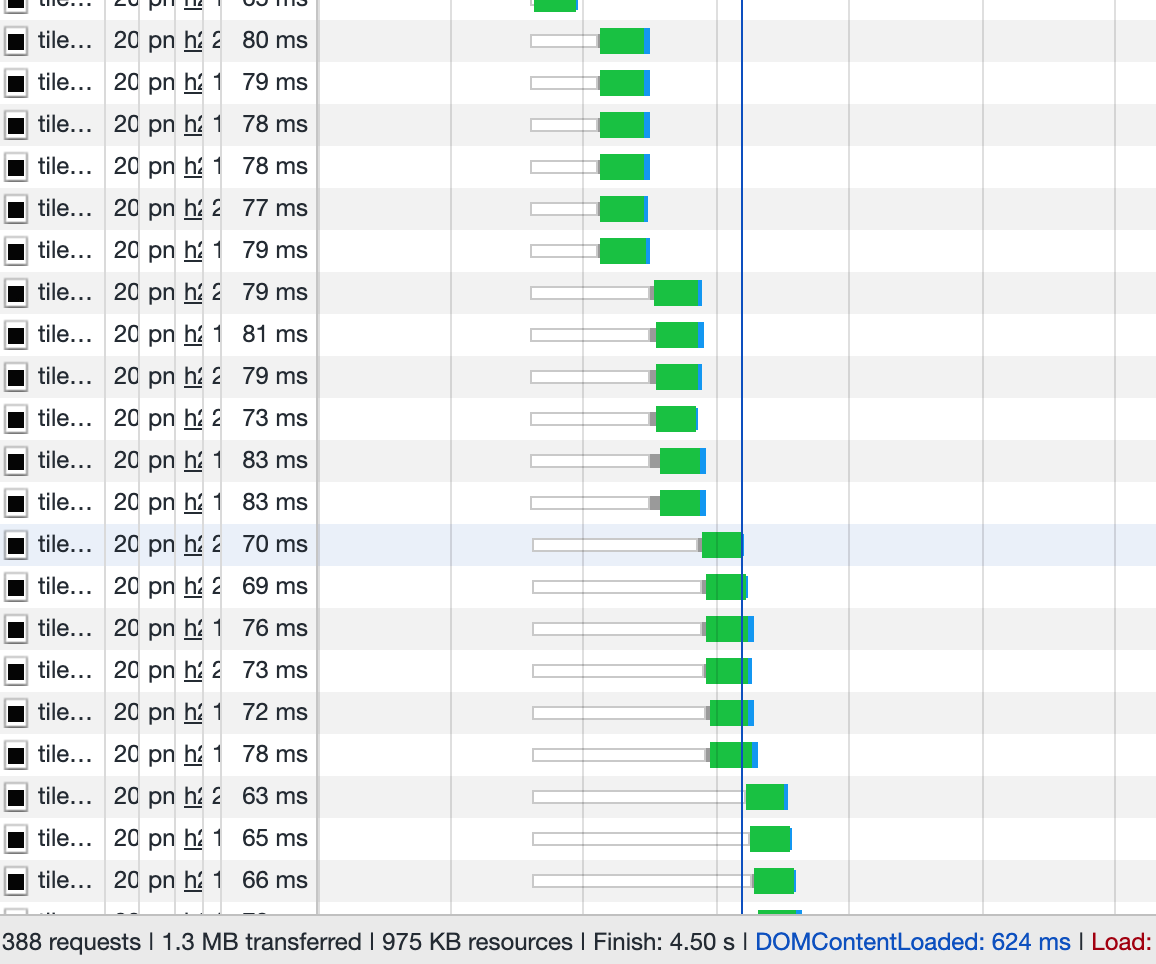 tile… 20 pn h2 2 80 ms
tile… 20 pn h2 1 79 ms
tile… 20 pn h2 1 78 ms
tile… 20 pn h2 1 78 ms
tile… 20 pn h2 2 77 ms
tile… 20 pn h2 1 79 ms
tile… 20 pn h2 2 79 ms
tile… 20 pn h2 1 81 ms
tile… 20 pn h2 2 79 ms
tile… 20 pn h2 2 73 ms
tile… 20 pn h2 1 83 ms
tile… 20 pn h2 1 83 ms
tile… 20 pn h2 2 70 ms
tile… 20 pn h2 2 69 ms
tile… 20 pn h2 1 76 ms
tile… 20 pn h2 2 73 ms
tile… 20 pn h2 1 72 ms
tile… 20 pn h2 1 78 ms
tile… 20 pn h2 2 63 ms
tile… 20 pn h2 1 65 ms
tile… 20 pn h2 1 66 ms
388 requests | 1.3 MB transferred | 975 KB resources | Finish: 4.50 s | DOMContentLoaded: 624 ms | Load: